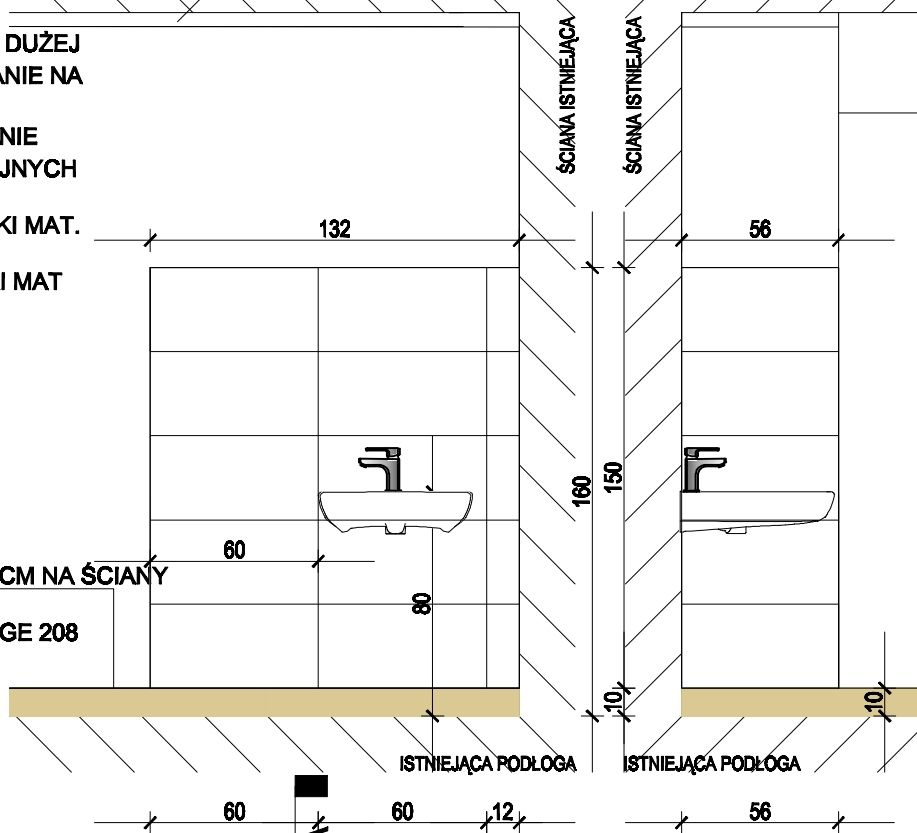 DUŻEJ
ANIE NA
NIE
JNYCH
KI MAT.
I MAT
CM NA ŚCIANY
GE 208
ŚCIANA ISTNIEJĄCA
ŚCIANA ISTNIEJĄCA
132
56
160
150
60
80
10
10
ISTNIEJĄCA PODŁOGA
ISTNIEJĄCA PODŁOGA
60
60
12
56